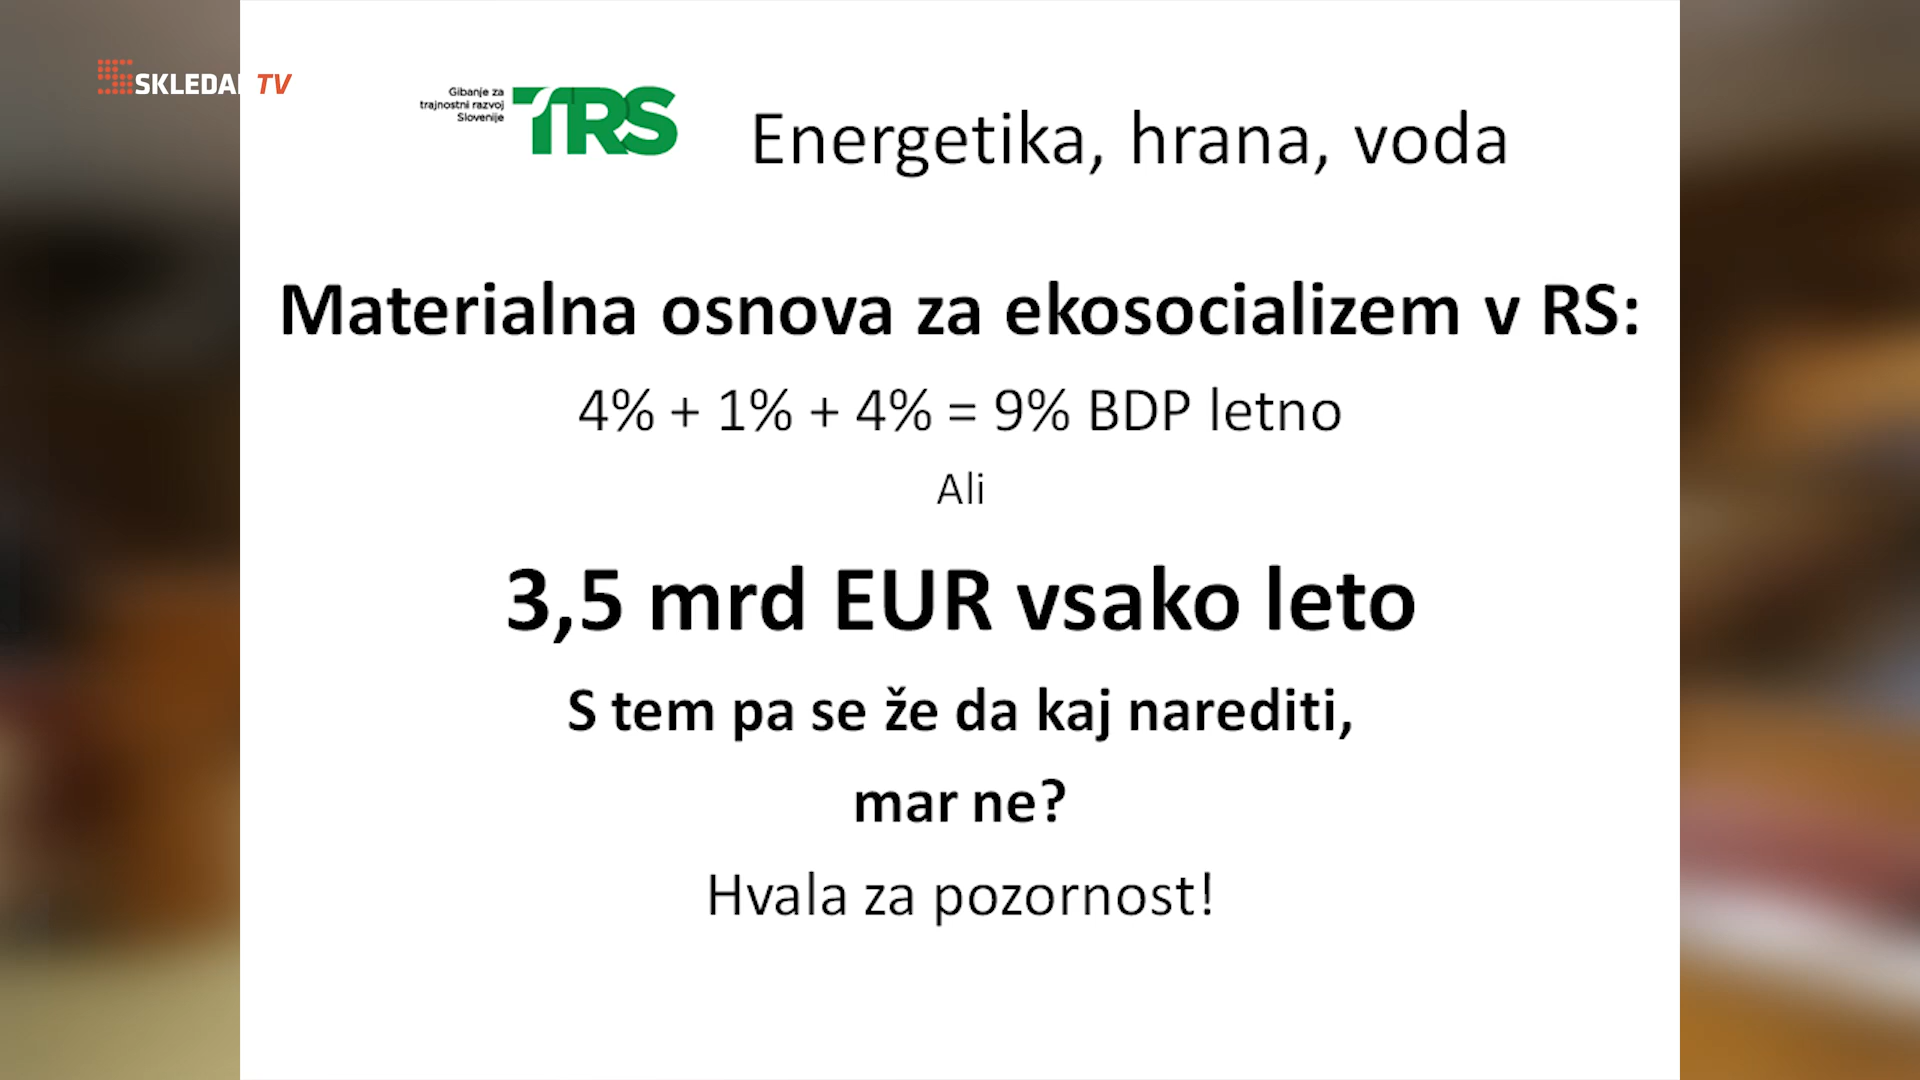 SKLEDAR TV
Gibanje za
trajnostni razvoj
Slovenije
TRS
Energetika, hrana, voda
Materialna osnova za ekosocializem v RS:
4% + 1% + 4% = 9% BDP letno
Ali
3,5 mrd EUR vsako leto
S tem pa se že da kaj narediti,
mar ne?
Hvala za pozornost!